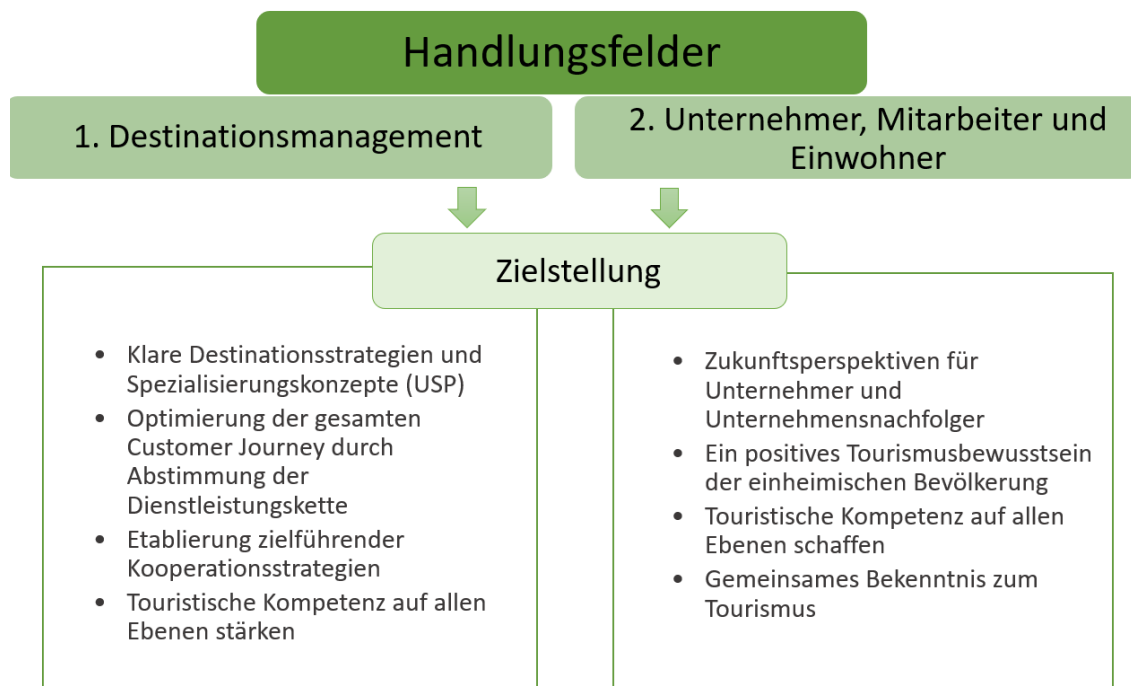 Handlungsfelder
1. Destinationsmanagement
2. Unternehmer, Mitarbeiter und
Einwohner
Zielstellung
• Klare Destinationsstrategien und
Spezialisierungskonzepte (USP)
• Optimierung der gesamten
Customer Journey durch
Abstimmung der
Dienstleistungskette
• Etablierung zielführender
Kooperationsstrategien
• Touristische Kompetenz auf allen
Ebenen stärken
• Zukunftsperspektiven für
Unternehmer und
Unternehmensnachfolger
• Ein positives Tourismusbewusstsein
der einheimischen Bevölkerung
• Touristische Kompetenz auf allen
Ebenen schaffen
• Gemeinsames Bekenntnis zum
Tourismus